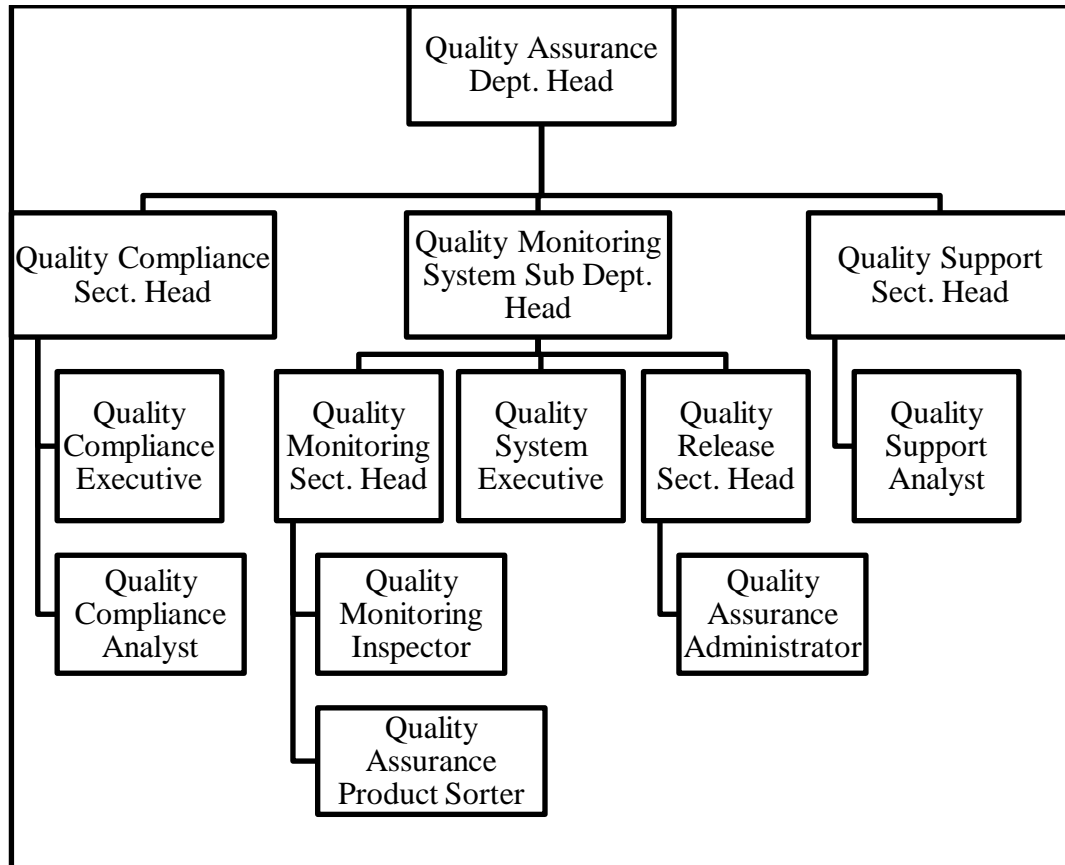 Quality Assurance
Dept. Head
Quality Compliance
Sect. Head
Quality Monitoring
System Sub Dept.
Head
Quality Support
Sect. Head
Quality
Compliance
Executive
Quality
Monitoring
Sect. Head
Quality
System
Executive
Quality
Release
Sect. Head
Quality
Support
Analyst
Quality
Compliance
Analyst
Quality
Monitoring
Inspector
Quality
Assurance
Administrator
Quality
Assurance
Product Sorter